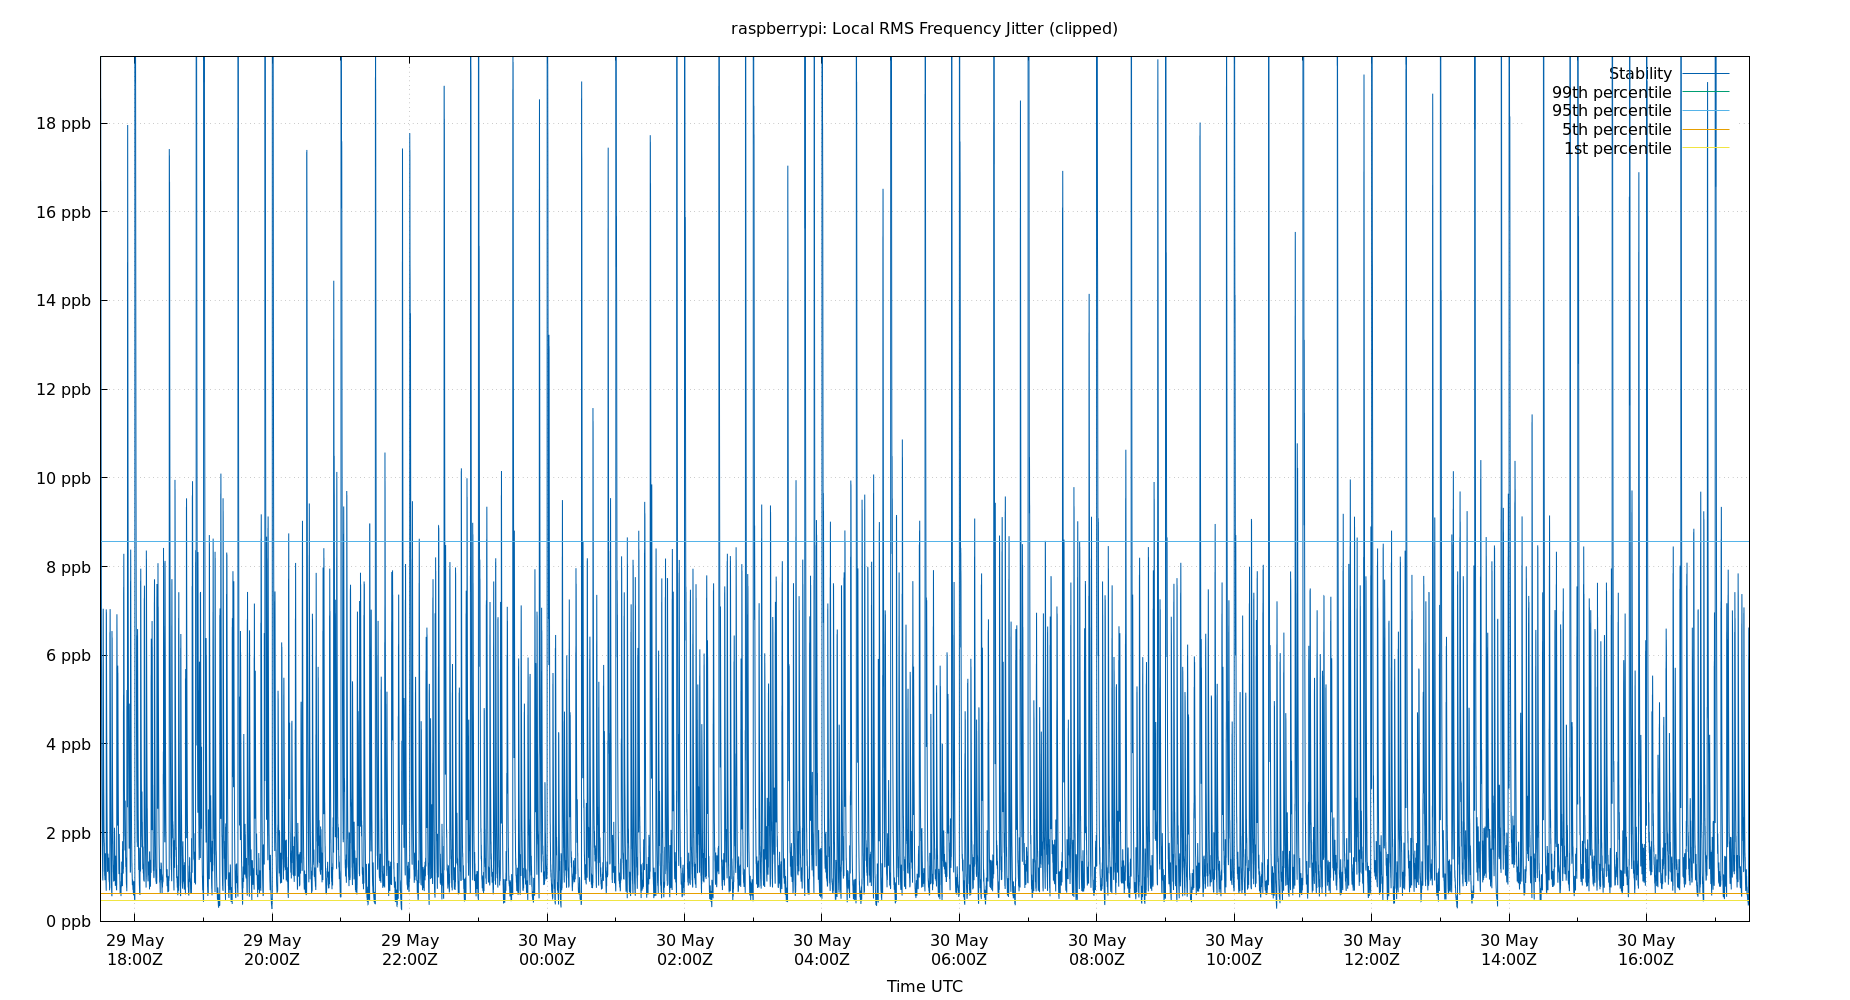 raspberrypi: Local RMS Frequency Jitter (clipped)
Stability
99th percentile
95th percentile
5th percentile
1st percentile
18 ppb
16 ppb
14 ppb
12 ppb
10 ppb
8 ppb
6 ppb
4 ppb
2 ppb
0 ppb
29 May 29 May 29 May 30 May 30 May 30 May 30 May 30 May 30 May 30 May 30 May 30 May
18:00Z 20:00Z 22:00Z 00:00Z 02:00Z 04:00Z 06:00Z 08:00Z 10:00Z 12:00Z 14:00Z 16:00Z
Time UTC